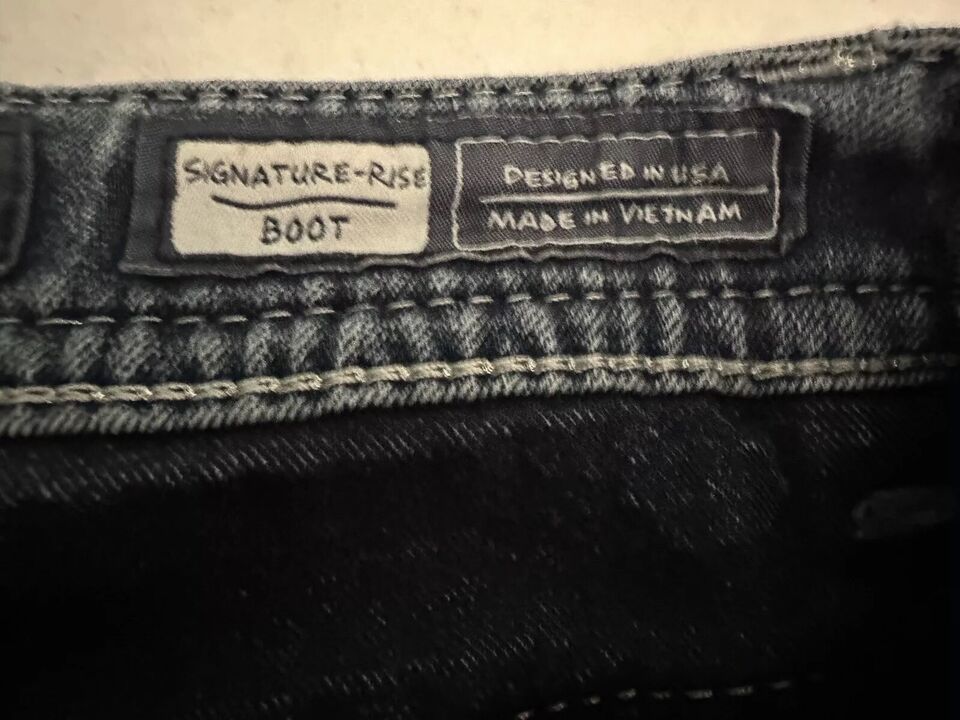 SIGNATURE-RISE
BOOT
DESIGNED IN USA
MADE IN VIETNAM